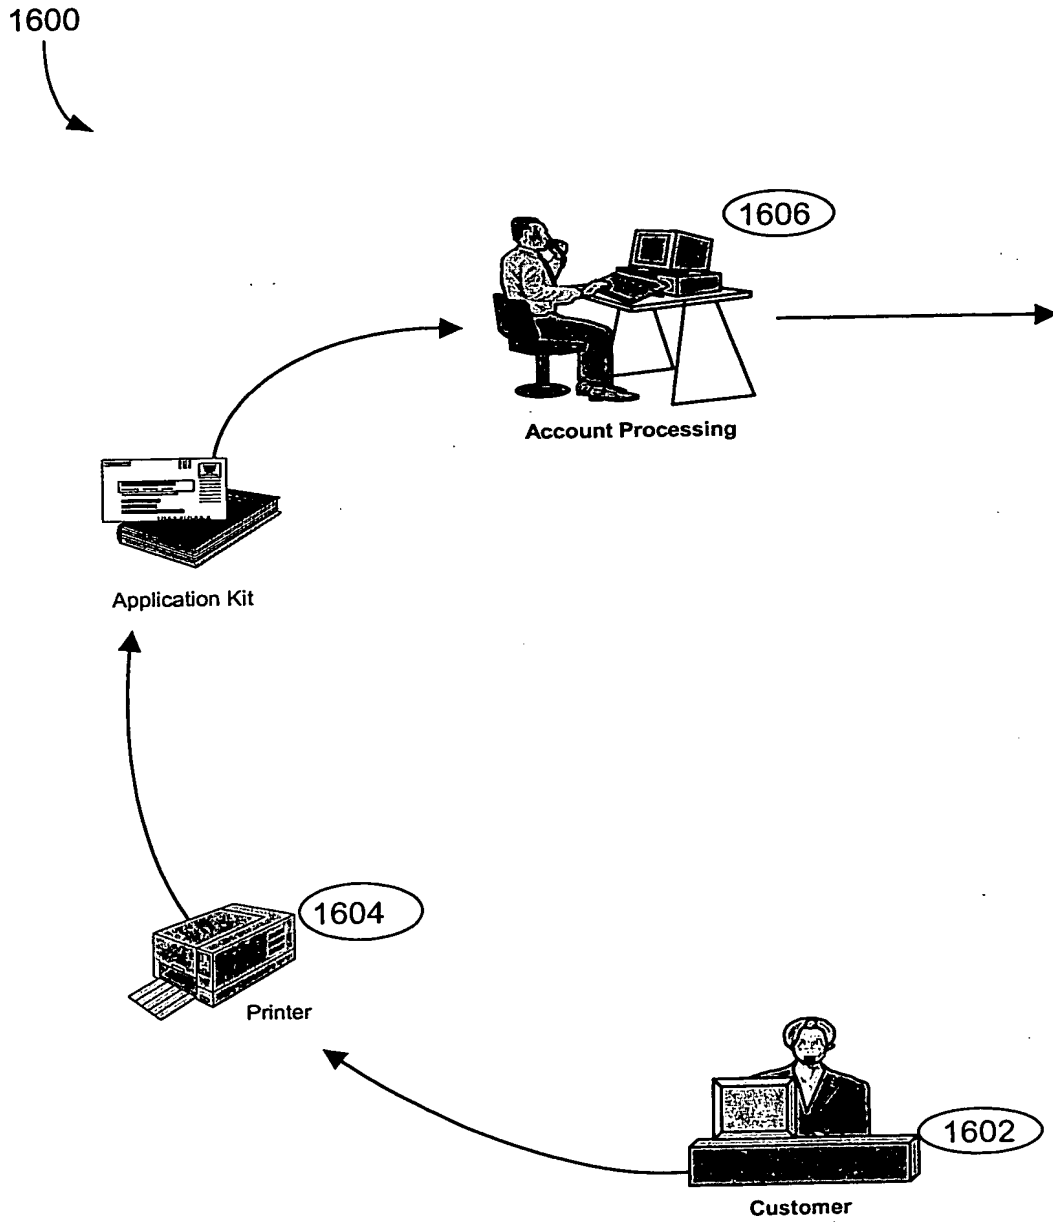 1600
1606
Account Processing
Application Kit
1604
Printer
1602
Customer